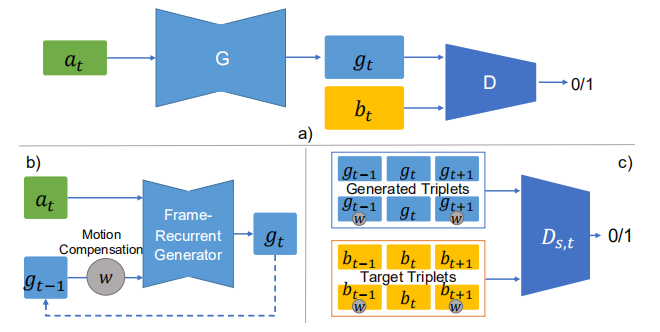 a_t
G
g_t
b_t
D
0/1
a)
b)
a_t
Motion
Compensation
g_{t-1}
w
Frame-
Recurrent
Generator
g_t
c)
g_{t-1} g_t g_{t+1}
Generated Triplets
g_{t-1} g_t g_{t+1}
w w
b_{t-1} b_t b_{t+1}
Target Triplets
b_{t-1} b_t b_{t+1}
w w
D_{s,t}
0/1